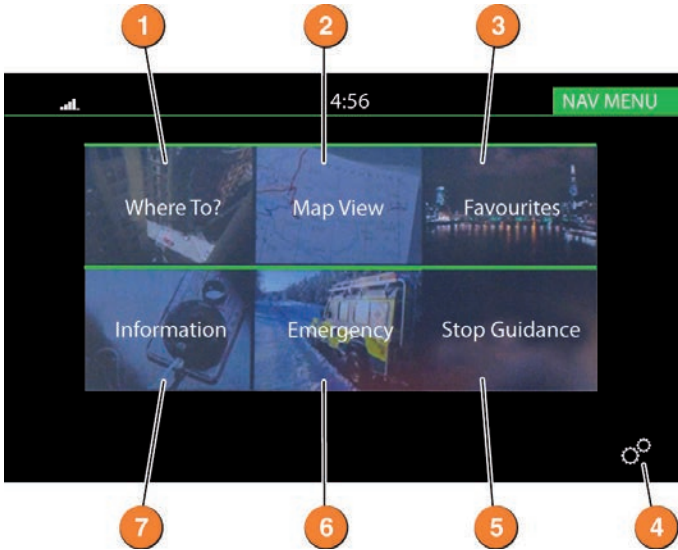 1 2 3
4:56 NAV MENU
Where To? Map View Favourites
Information Emergency Stop Guidance
7 6 5 4